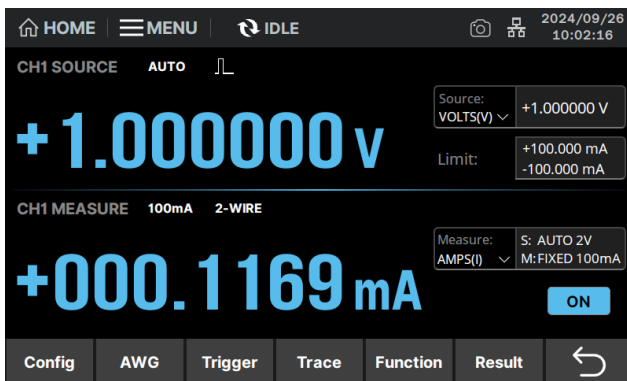 HOME MENU IDLE 2024/09/26
10:02:16
CH1 SOURCE AUTO
+1.000000 V
Source:
VOLTS(V) +1.000000 V
Limit: +100.000 mA
-100.000 mA
CH1 MEASURE 100mA 2-WIRE
+000.1169 mA
Measure:
AMPS(I)
S: AUTO 2V
M:FIXED 100mA
ON
Config AWG Trigger Trace Function Result